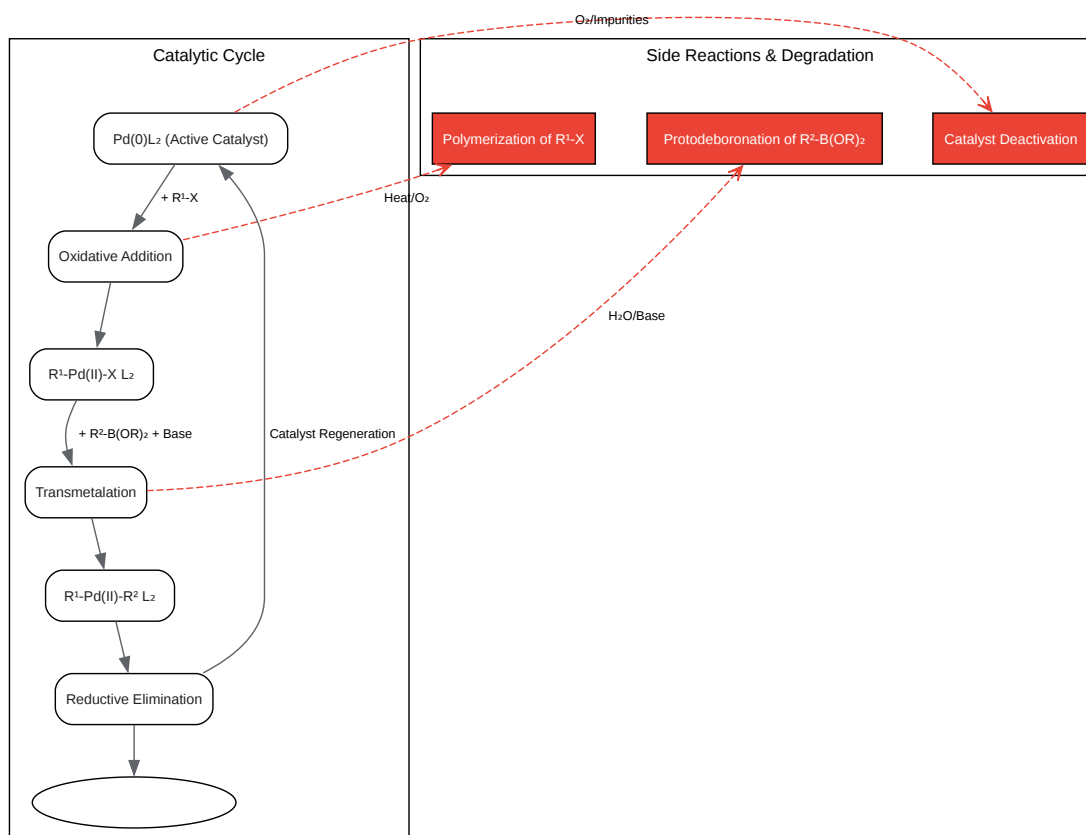 O₂/Impurities
Catalytic Cycle
Side Reactions & Degradation
Pd(0)L₂ (Active Catalyst)
Polymerization of R¹-X
Protodeboronation of R²-B(OR)₂
Catalyst Deactivation
+ R¹-X
Heat/O₂
Oxidative Addition
H₂O/Base
R¹-Pd(II)-X L₂
+ R²-B(OR)₂ + Base
Catalyst Regeneration
Transmetalation
R¹-Pd(II)-R² L₂
Reductive Elimination